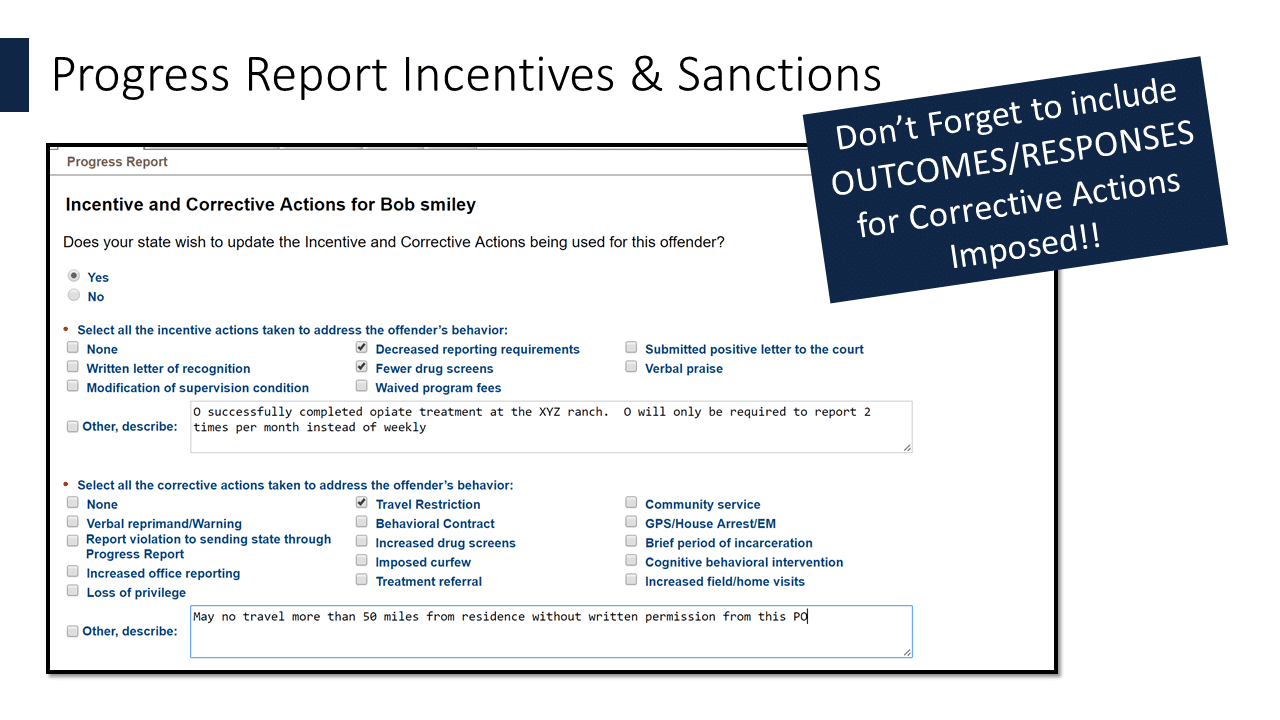 Progress Report Incentives & Sanctions
Don't Forget to include
OUTCOMES/RESPONSES
for Corrective Actions
Imposed!!
Progress Report
Incentive and Corrective Actions for Bob smiley
Does your state wish to update the Incentive and Corrective Actions being used for this offender?
Yes
No
• Select all the incentive actions taken to address the offender's behavior:
None Decreased reporting requirements Submitted positive letter to the court
Written letter of recognition Fewer drug screens Verbal praise
Modification of supervision condition Waived program fees
Other, describe: O successfully completed opiate treatment at the XYZ ranch. O will only be required to report 2
times per month instead of weekly
• Select all the corrective actions taken to address the offender's behavior:
None Travel Restriction Community service
Verbal reprimand/Warning Behavioral Contract GPS/House Arrest/EM
Report violation to sending state through Increased drug screens Brief period of incarceration
Progress Report Imposed curfew Cognitive behavioral intervention
Increased office reporting Treatment referral Increased field/home visits
Loss of privilege
Other, describe: May no travel more than 50 miles from residence without written permission from this PO